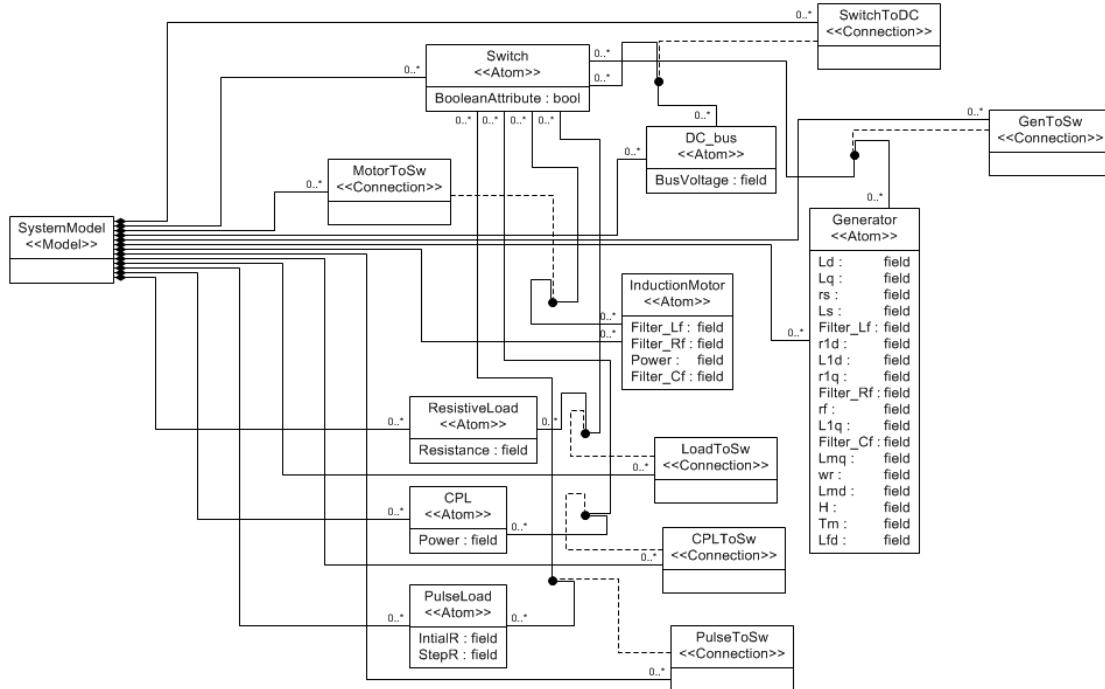 SwitchToDC
<<Connection>>
0..*
Switch
<<Atom>>
BooleanAttribute : bool
0..*
0..*
0..*
0..*
0..*
0..*
0..*
0..*
DC_bus
<<Atom>>
BusVoltage : field
0..*
0..*
GenToSw
<<Connection>>
0..*
MotorToSw
<<Connection>>
0..*
SystemModel
<<Model>>
Generator
<<Atom>>
Ld : field
Lq : field
rs : field
Ls : field
Filter_Lf : field
r1d : field
L1d : field
r1q : field
Filter_Rf : field
rf : field
L1q : field
Filter_Cf : field
Lmq : field
wr : field
Lmd : field
H : field
Tm : field
Lfd : field
0..*
0..*
InductionMotor
<<Atom>>
Filter_Lf : field
Filter_Rf : field
Power : field
Filter_Cf : field
0..*
0..*
ResistiveLoad
<<Atom>>
Resistance : field
0..*
0..*
LoadToSw
<<Connection>>
0..*
CPL
<<Atom>>
Power : field
0..*
0..*
CPLToSw
<<Connection>>
0..*
PulseLoad
<<Atom>>
IntialR : field
StepR : field
0..*
0..*
PulseToSw
<<Connection>>
0..*